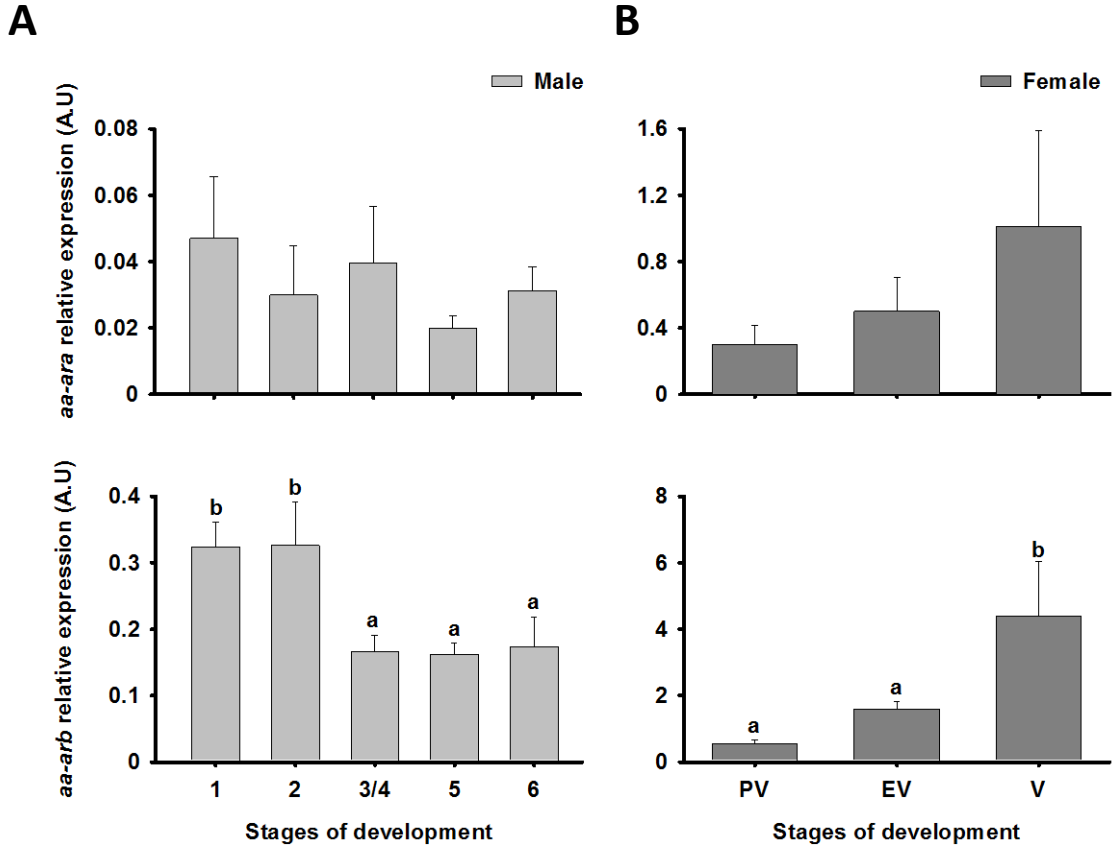 A
B
Male
Female
aa-ara relative expression (A.U)
0.08
0.06
0.04
0.02
0
1.6
1.2
0.8
0.4
0
aa-arb relative expression (A.U)
0.4
0.3
0.2
0.1
0
b
b
a
a
a
1
2
3/4
5
6
Stages of development
8
6
4
2
0
a
a
b
PV
EV
V
Stages of development